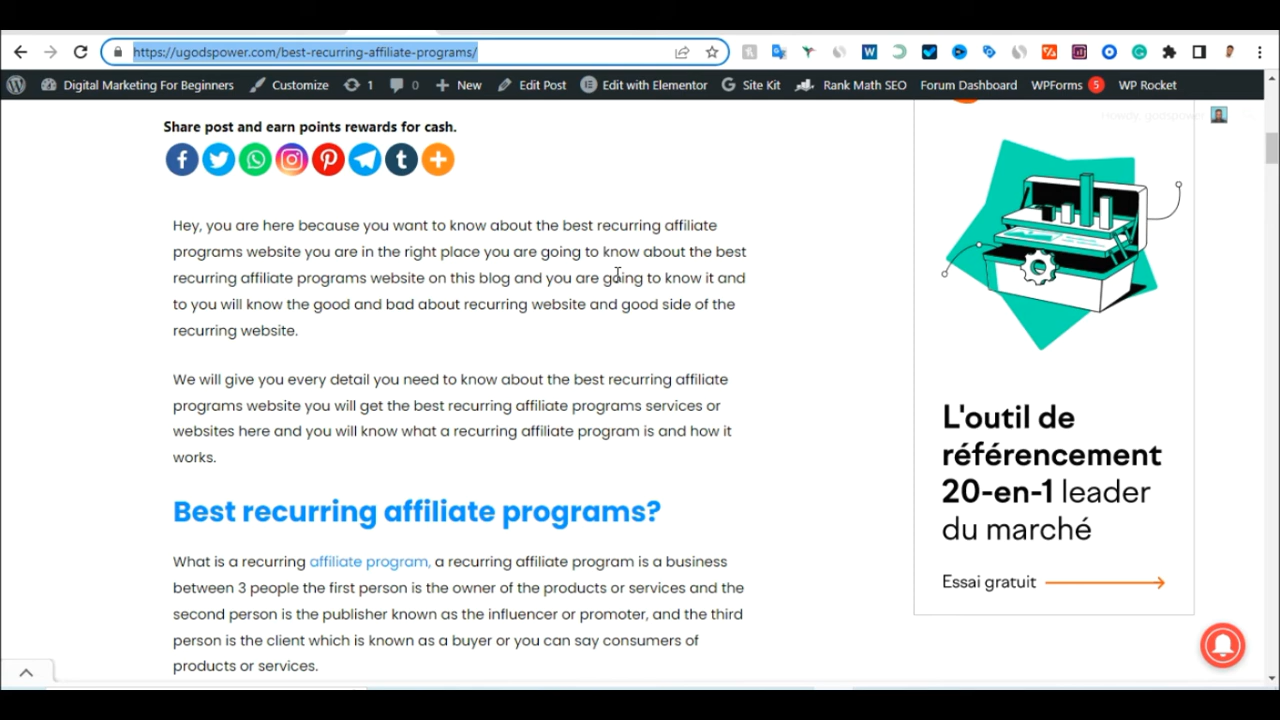 https://ugodspower.com/best-recurring-affiliate-programs/
Digital Marketing For Beginners Customize 1 0 New Edit Post Edit with Elementor Site Kit Rank Math SEO Forum Dashboard WPForms 5 WP Rocket
Howdy, godspower
Share post and earn points rewards for cash.
Hey, you are here because you want to know about the best recurring affiliate
programs website you are in the right place you are going to know about the best
recurring affiliate programs website on this blog and you are going to know it and
to you will know the good and bad about recurring website and good side of the
recurring website.
We will give you every detail you need to know about the best recurring affiliate
programs website you will get the best recurring affiliate programs services or
websites here and you will know what a recurring affiliate program is and how it
works.
Best recurring affiliate programs?
What is a recurring affiliate program, a recurring affiliate program is a business
between 3 people the first person is the owner of the products or services and the
second person is the publisher known as the influencer or promoter, and the third
person is the client which is known as a buyer or you can say consumers of
products or services.
L'outil de
référencement
20-en-1 leader
du marché
Essai gratuit